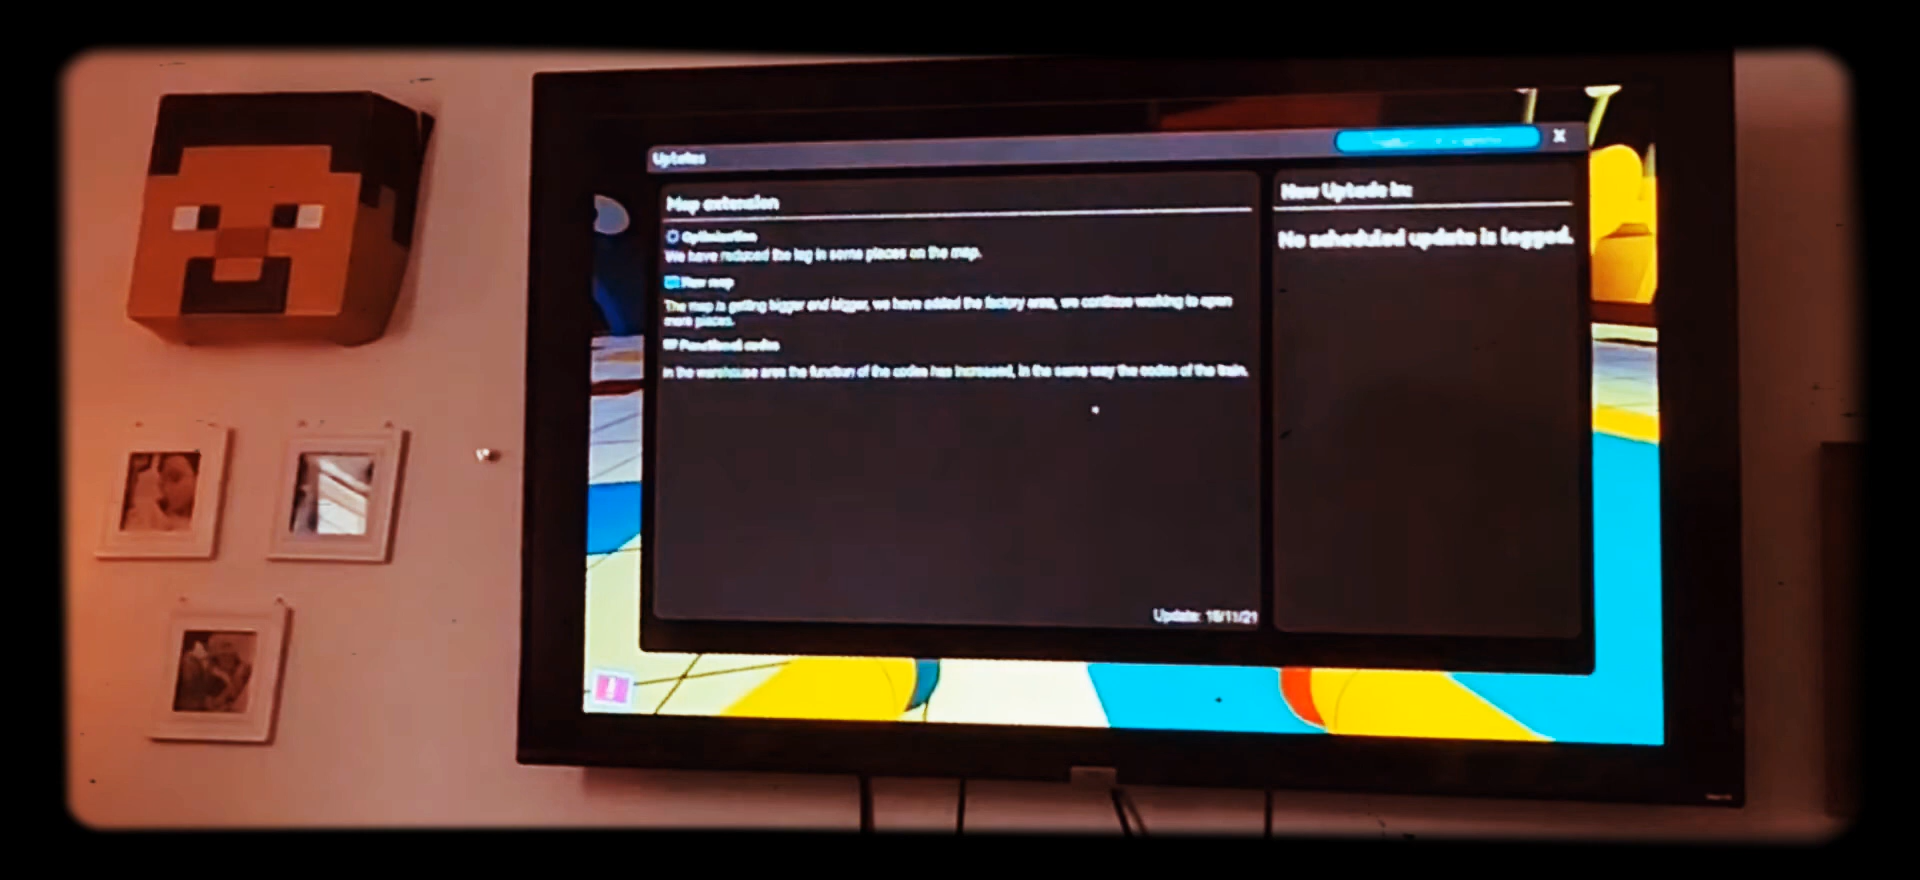 Updates
X
Map extension
Optimization
We have reduced the lag in some places on the map.
New map
The map is getting bigger and bigger, we have added the factory area, we continue working to open
more places.
Functional codes
In the warehouse area the function of the codes has increased, in the same way the codes of the train.
Update: /11/21
New Update in:
No scheduled update is logged.